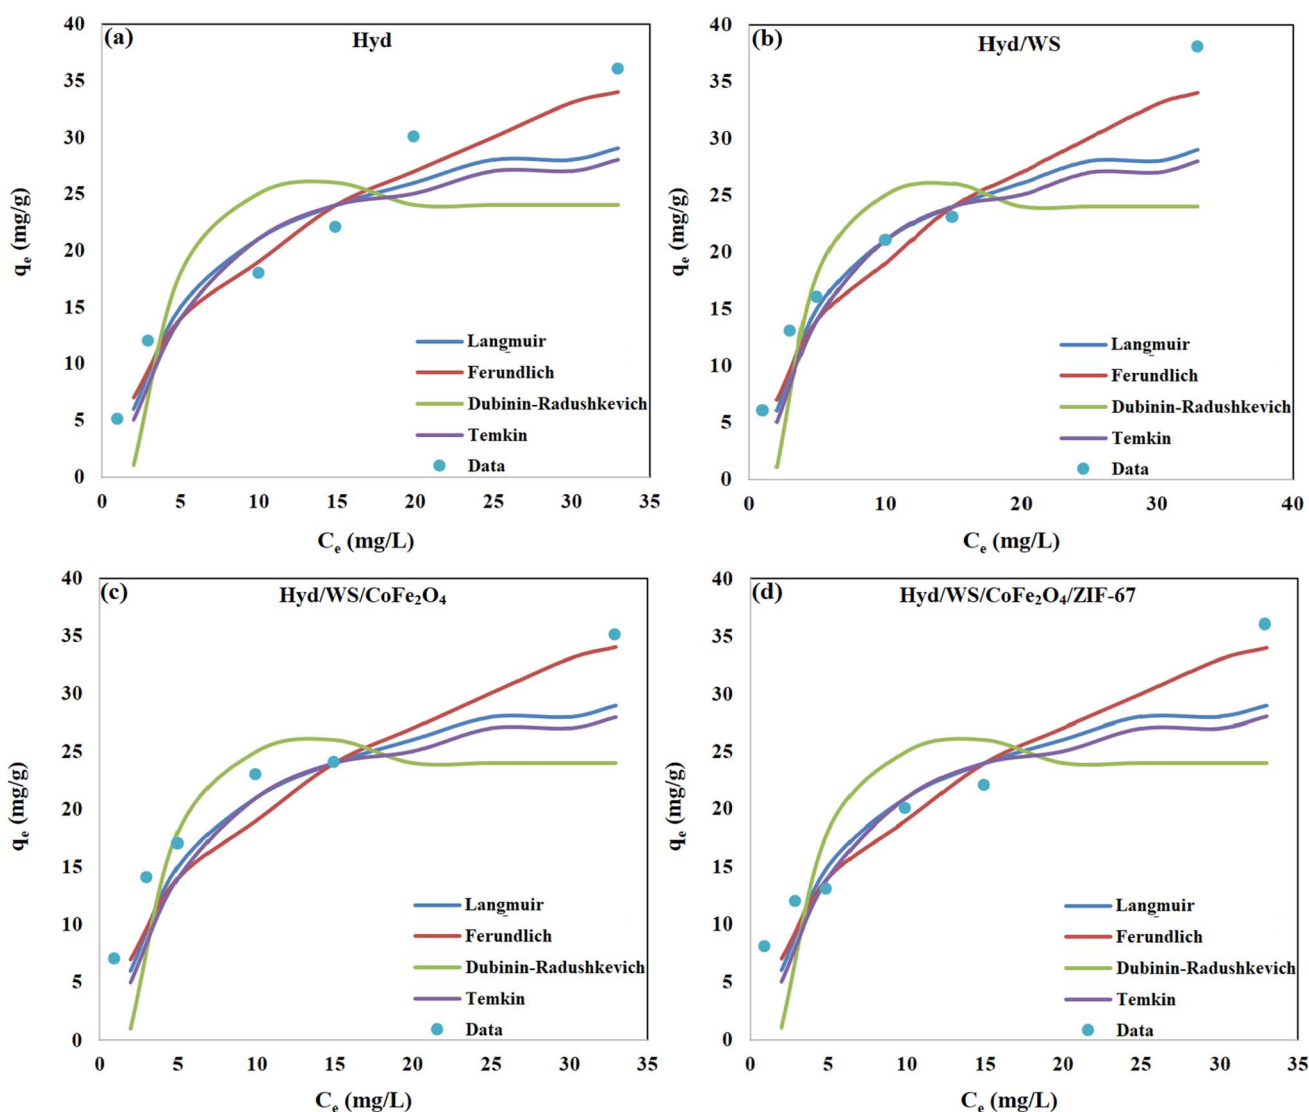 (a) Hyd
40
35
30
25
20
15
10
5
0
qₑ (mg/g)
Langmuir
Ferundlich
Dubinin-Radushkevich
Temkin
Data
0 5 10 15 20 25 30 35
Cₑ (mg/L)
(b) Hyd/WS
40
35
30
25
20
15
10
5
0
qₑ (mg/g)
Langmuir
Ferundlich
Dubinin-Radushkevich
Temkin
Data
0 10 20 30 40
Cₑ (mg/L)
(c) Hyd/WS/CoFe₂O₄
40
35
30
25
20
15
10
5
0
qₑ (mg/g)
Langmuir
Ferundlich
Dubinin-Radushkevich
Temkin
Data
0 5 10 15 20 25 30 35
Cₑ (mg/L)
(d) Hyd/WS/CoFe₂O₄/ZIF-67
40
35
30
25
20
15
10
5
0
qₑ (mg/g)
Langmuir
Ferundlich
Dubinin-Radushkevich
Temkin
Data
0 5 10 15 20 25 30 35
Cₑ (mg/L)